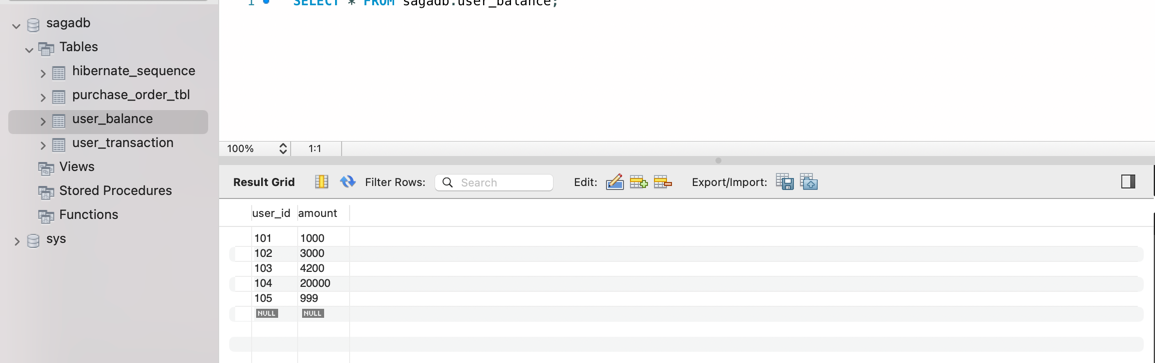 1 SELECT * FROM sagadb.user_balance;
sagadb
Tables
hibernate_sequence
purchase_order_tbl
user_balance
user_transaction
Views
Stored Procedures
Functions
sys
100% 1:1
Result Grid Filter Rows: Search Edit: Export/Import:
user_id amount
101 1000
102 3000
103 4200
104 20000
105 999
NULL NULL